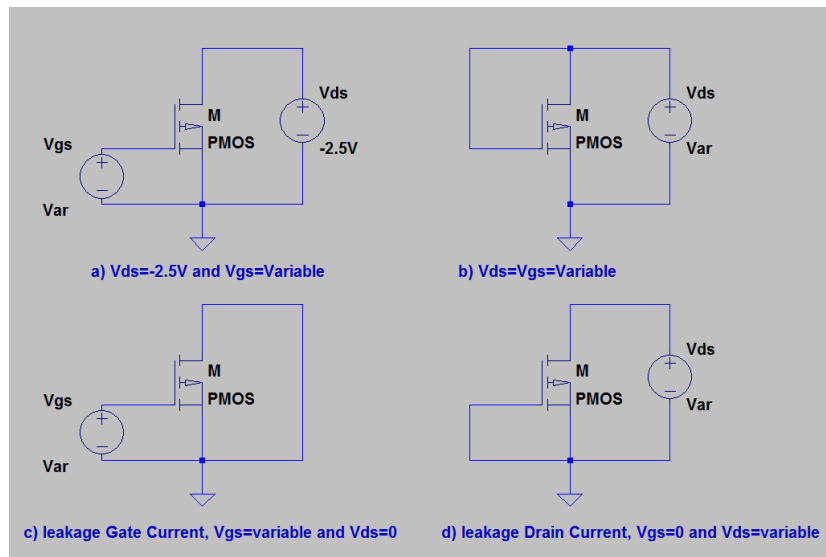 Vds
M
PMOS
-2.5V
Vgs
Var
a) Vds=-2.5V and Vgs=Variable
Vds
M
PMOS
Var
b) Vds=Vgs=Variable
M
PMOS
Vgs
Var
c) leakage Gate Current, Vgs=variable and Vds=0
Vds
M
PMOS
Var
d) leakage Drain Current, Vgs=0 and Vds=variable